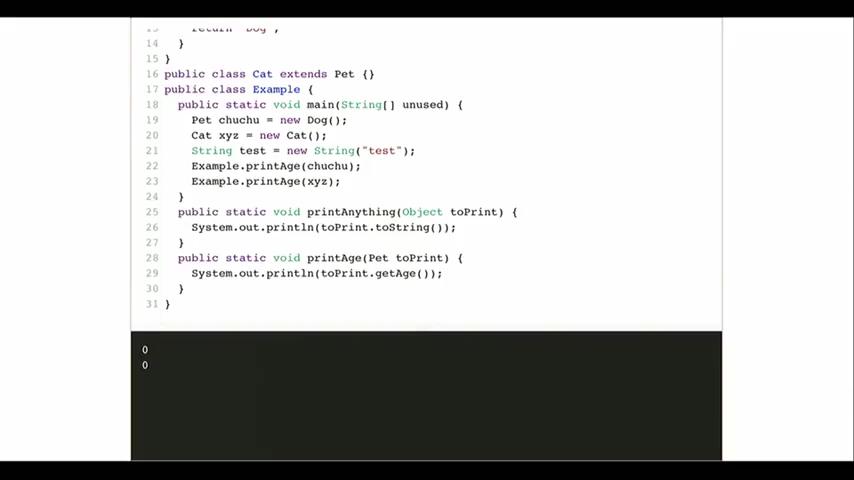 13 return "Dog";
14 }
15 }
16 public class Cat extends Pet {}
17 public class Example {
18 public static void main(String[] unused) {
19 Pet chuchu = new Dog();
20 Cat xyz = new Cat();
21 String test = new String("test");
22 Example.printAge(chuchu);
23 Example.printAge(xyz);
24 }
25 public static void printAnything(Object toPrint) {
26 System.out.println(toPrint.toString());
27 }
28 public static void printAge(Pet toPrint) {
29 System.out.println(toPrint.getAge());
30 }
31 }
0
0